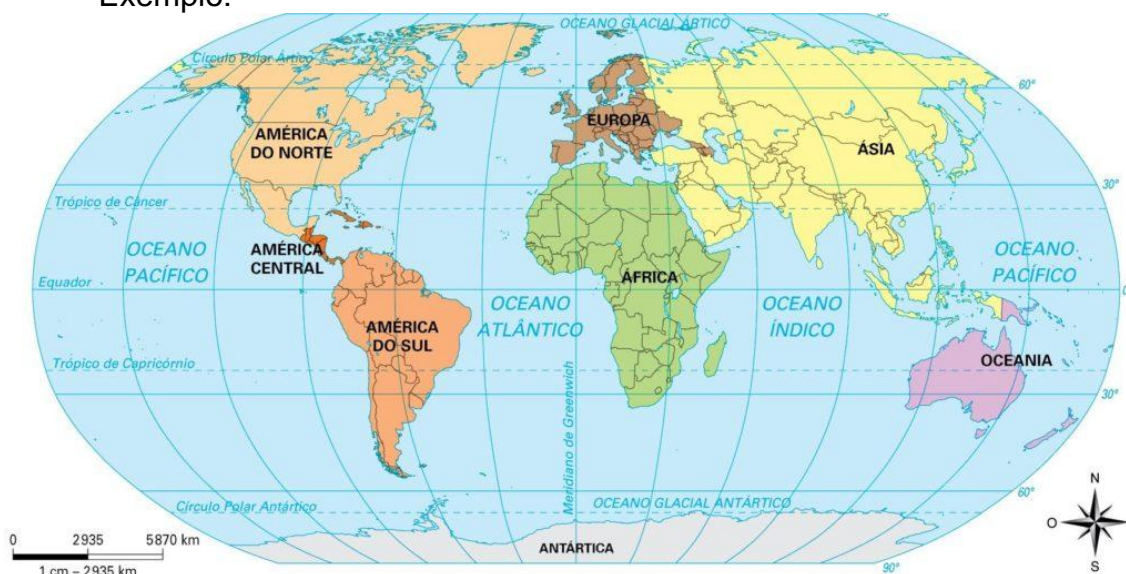 Exemplo:
OCEANO GLACIAL ÁRTICO
Círculo Polar Ártico
60°
EUROPA
AMÉRICA
DO NORTE
ÁSIA
30°
Trópico de Câncer
OCEANO
PACÍFICO
AMÉRICA
CENTRAL
OCEANO
PACÍFICO
Equador
ÁFRICA
OCEANO
ATLÂNTICO
OCEANO
ÍNDICO
AMÉRICA
DO SUL
OCEANIA
Trópico de Capricórnio
Meridiano de Greenwich
30°
60°
Círculo Polar Antártico
OCEANO GLACIAL ANTÁRTICO
ANTÁRTICA
90°
N
O
S
0 2935 5870 km
1 cm – 2935 km